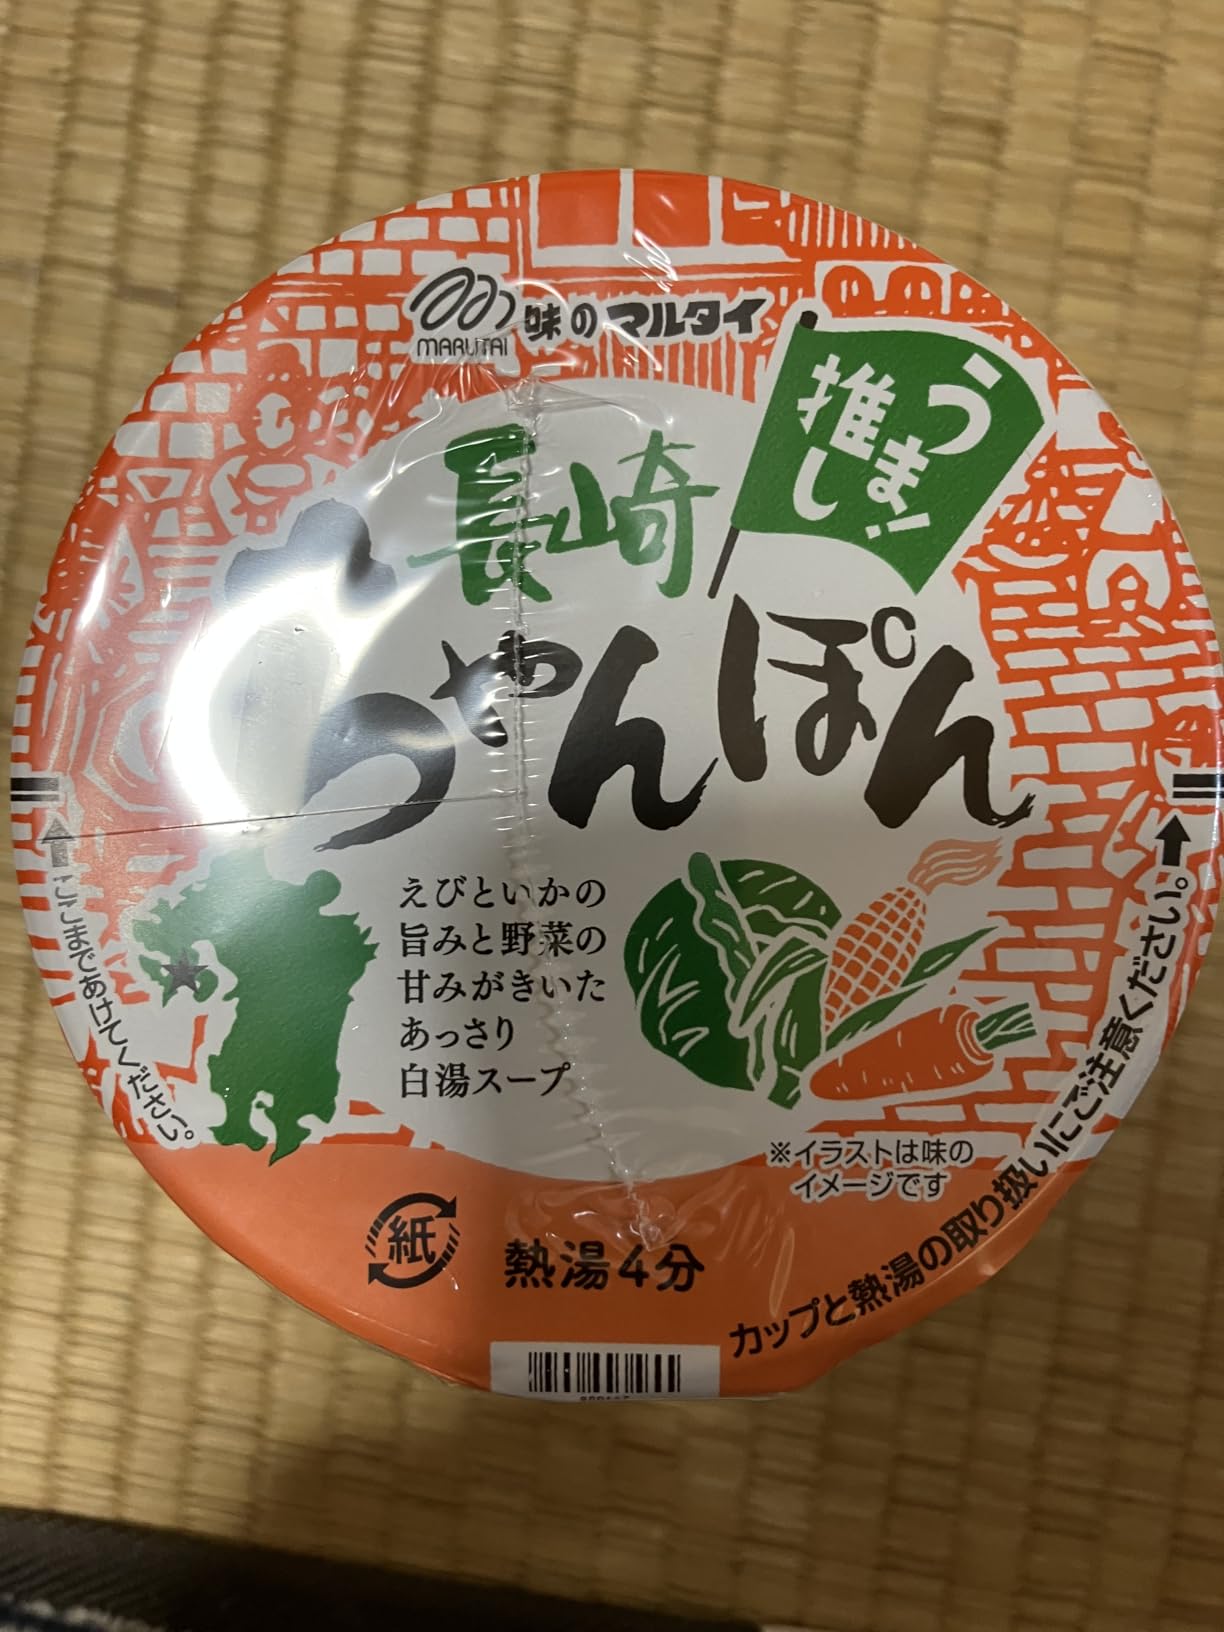 MARUTAI
味のマルタイ
うまい!
推し
長崎
ちゃんぽん
えびといかの
旨みと野菜の
甘みがきいた
あっさり
白湯スープ
※イラストは味の
イメージです
ここまであけてください。
紙
熱湯4分
カップと熱湯の取り扱いにご注意ください。